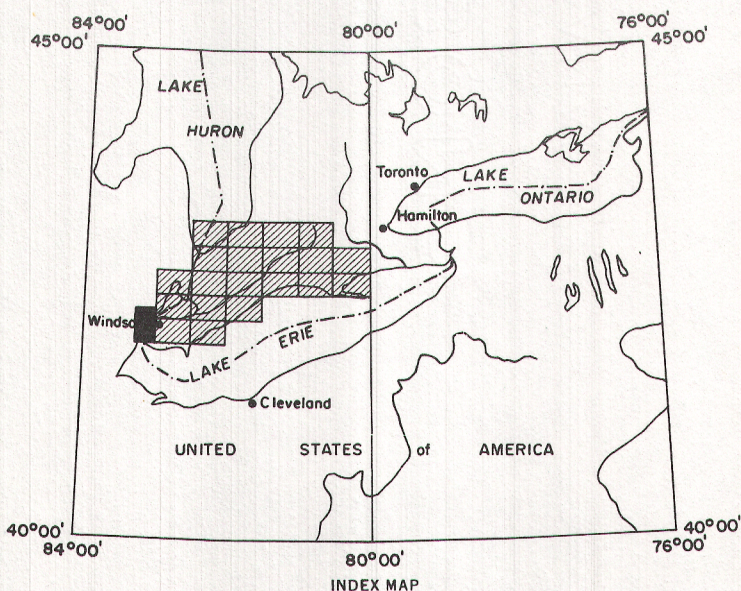 84°00'
80°00'
76°00'
45°00'
45°00'
LAKE
HURON
Toronto
LAKE
ONTARIO
Hamilton
LAKE ERIE
Cleveland
UNITED STATES of AMERICA
40°00'
40°00'
84°00'
80°00'
76°00'
INDEX MAP